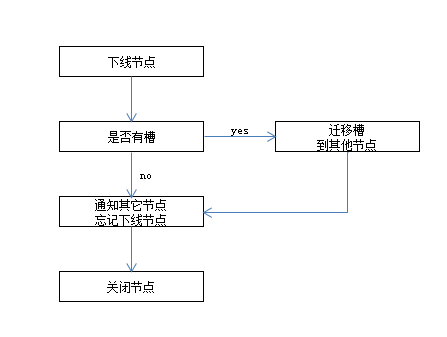 下线节点
是否有槽
yes
迁移槽
到其他节点
no
通知其它节点
忘记下线节点
关闭节点